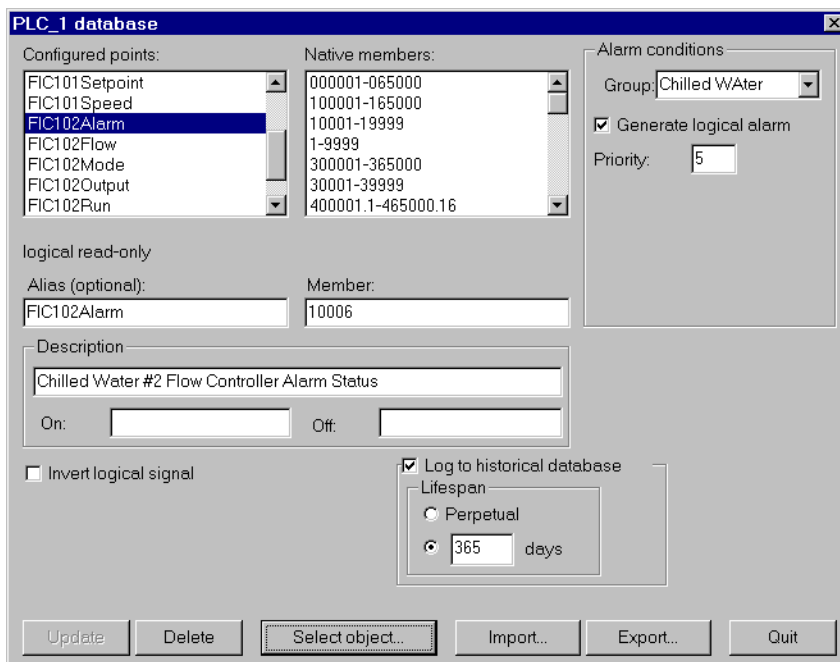 PLC_1 database
Configured points:
FIC101Setpoint
FIC101Speed
FIC102Alarm
FIC102Flow
FIC102Mode
FIC102Output
FIC102Run
Native members:
000001-065000
100001-165000
10001-19999
1-9999
300001-365000
30001-39999
400001.1-465000.16
Alarm conditions
Group: Chilled WAter
Generate logical alarm
Priority: 5
logical read-only
Alias (optional):
FIC102Alarm
Member:
10006
Description
Chilled Water #2 Flow Controller Alarm Status
On: Off:
Invert logical signal
Log to historical database
Lifespan
Perpetual
365 days
Update Delete Select object... Import... Export... Quit